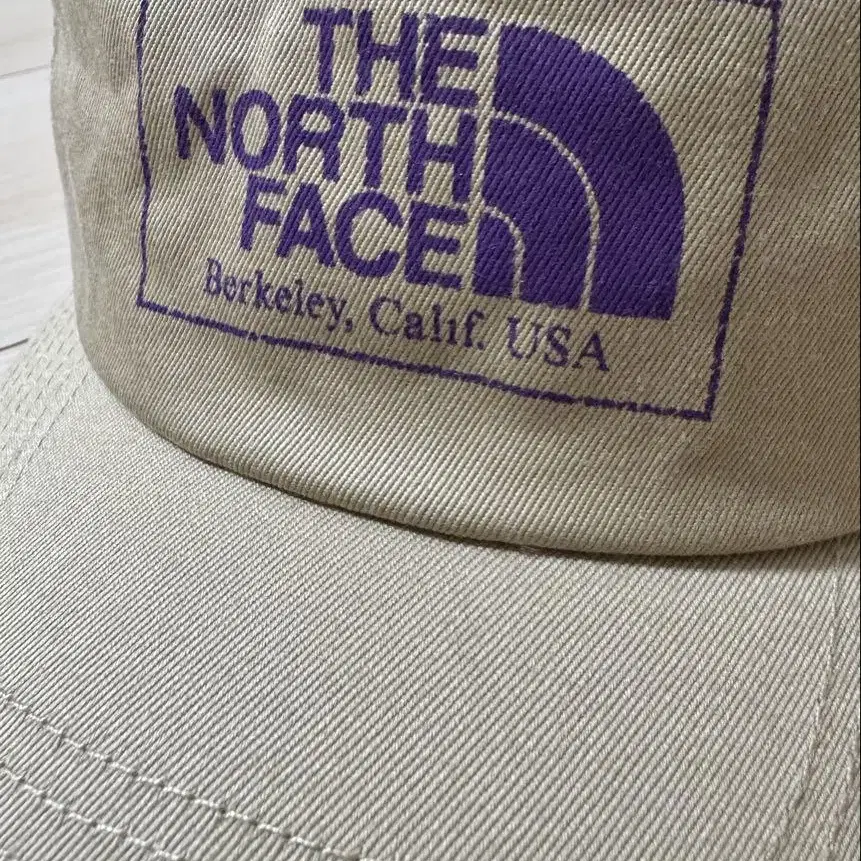 THE
NORTH
FACE
Berkeley, Calif. USA